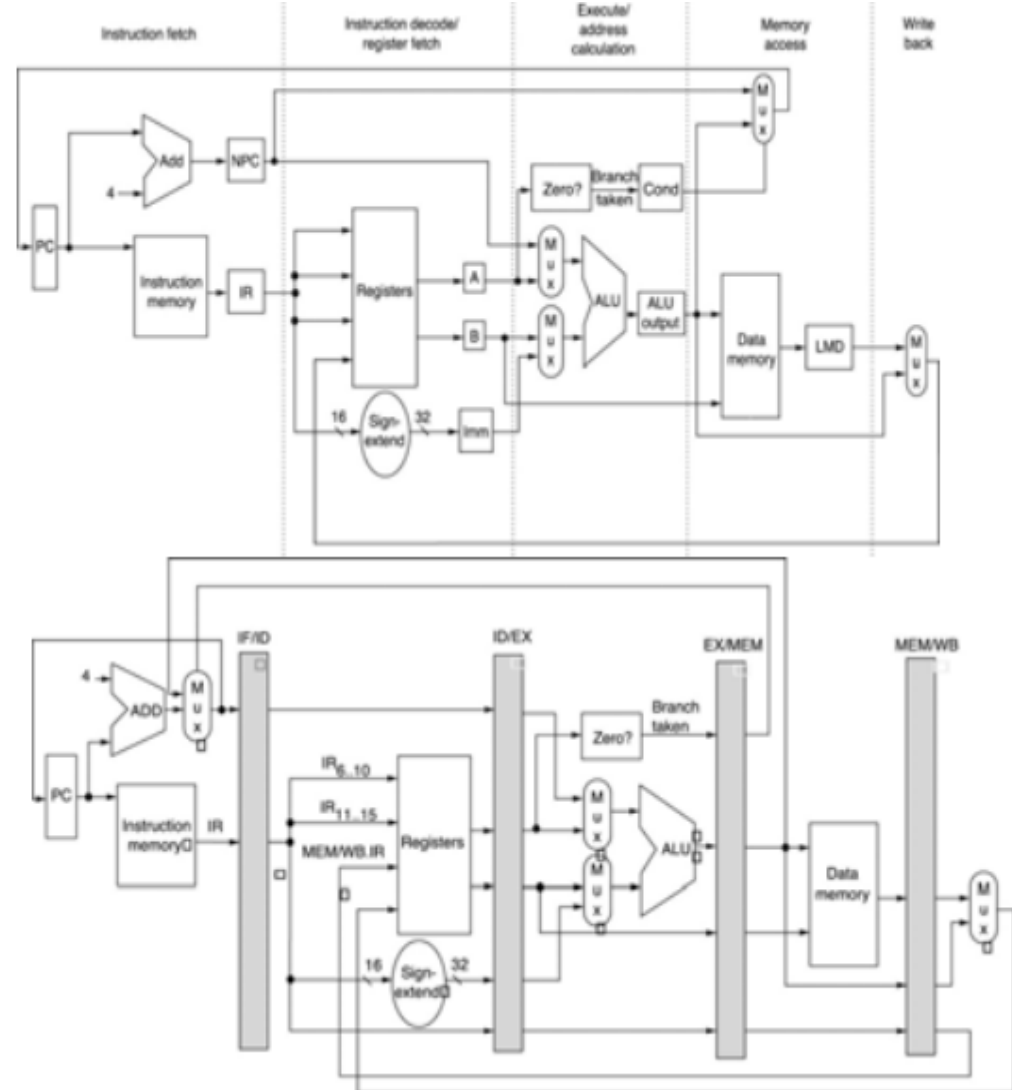 Instruction fetch
Instruction decode/
register fetch
Execute/
address
calculation
Memory
access
Write
back
M
u
x
Add
NPC
4
Zero?
Branch
taken
Cond
PC
Instruction
memory
IR
Registers
A
B
M
u
x
M
u
x
ALU
ALU
output
Data
memory
LMD
M
u
x
16
Sign-
extend
32
Imm
IF/ID
ID/EX
EX/MEM
MEM/WB
4
ADD
M
u
x
Branch
taken
Zero?
PC
Instruction
memory
IR
IR6..10
IR11..15
MEM/WB.IR
Registers
M
u
x
M
u
x
ALU
Data
memory
M
u
x
16
Sign-
extend
32